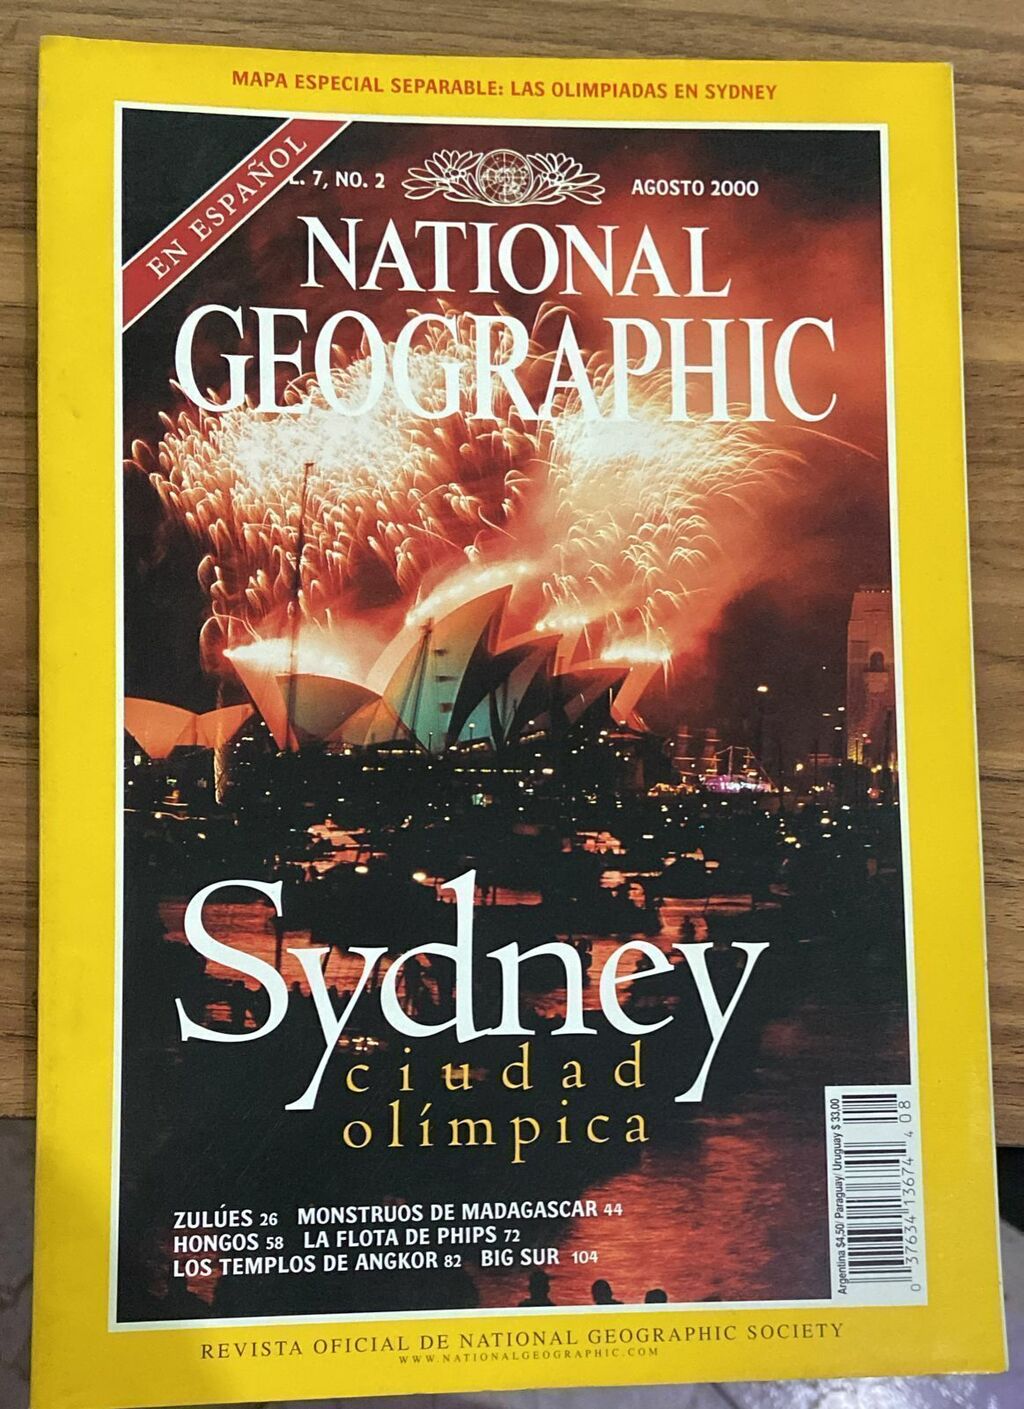 MAPA ESPECIAL SEPARABLE: LAS OLIMPIADAS EN SYDNEY
EN ESPAÑOL
L. 7, NO. 2
AGOSTO 2000
NATIONAL
GEOGRAPHIC
Sydney
ciudad
olímpica
ZULÚES 26 MONSTRUOS DE MADAGASCAR 44
HONGOS 58 LA FLOTA DE PHIPS 72
LOS TEMPLOS DE ANGKOR 82 BIG SUR 104
Argentina $4.50/ Paraguay/ Uruguay $ 33.00
0 37634 13674 4 08
REVISTA OFICIAL DE NATIONAL GEOGRAPHIC SOCIETY
WWW.NATIONALGEOGRAPHIC.COM